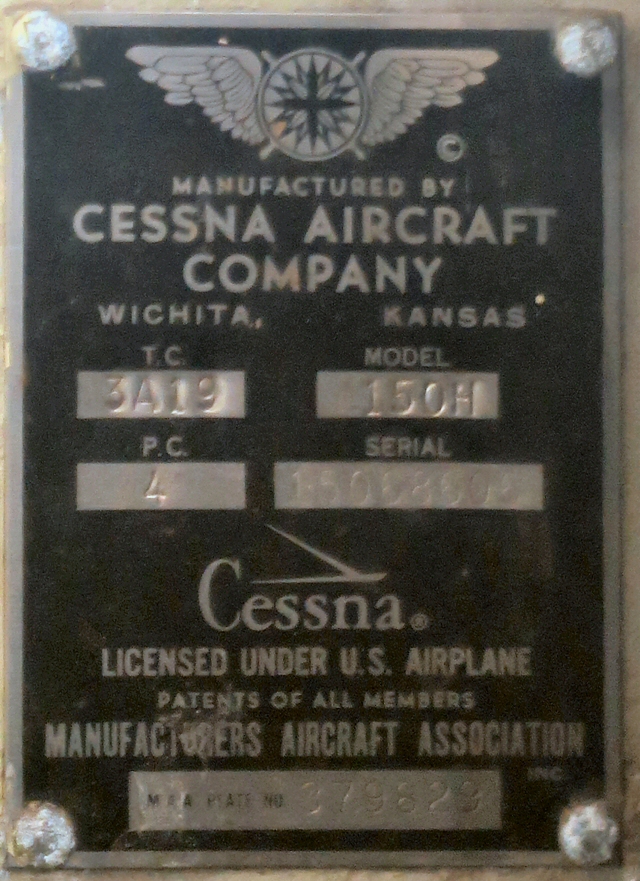 ©
MANUFACTURED BY
CESSNA AIRCRAFT
COMPANY
WICHITA, KANSAS
T.C. MODEL
3A19 150H
P.C. SERIAL
4
Cessna®
LICENSED UNDER U.S. AIRPLANE
PATENTS OF ALL MEMBERS
MANUFACTURERS AIRCRAFT ASSOCIATION
INC.
M A A PLATE NO. 379829